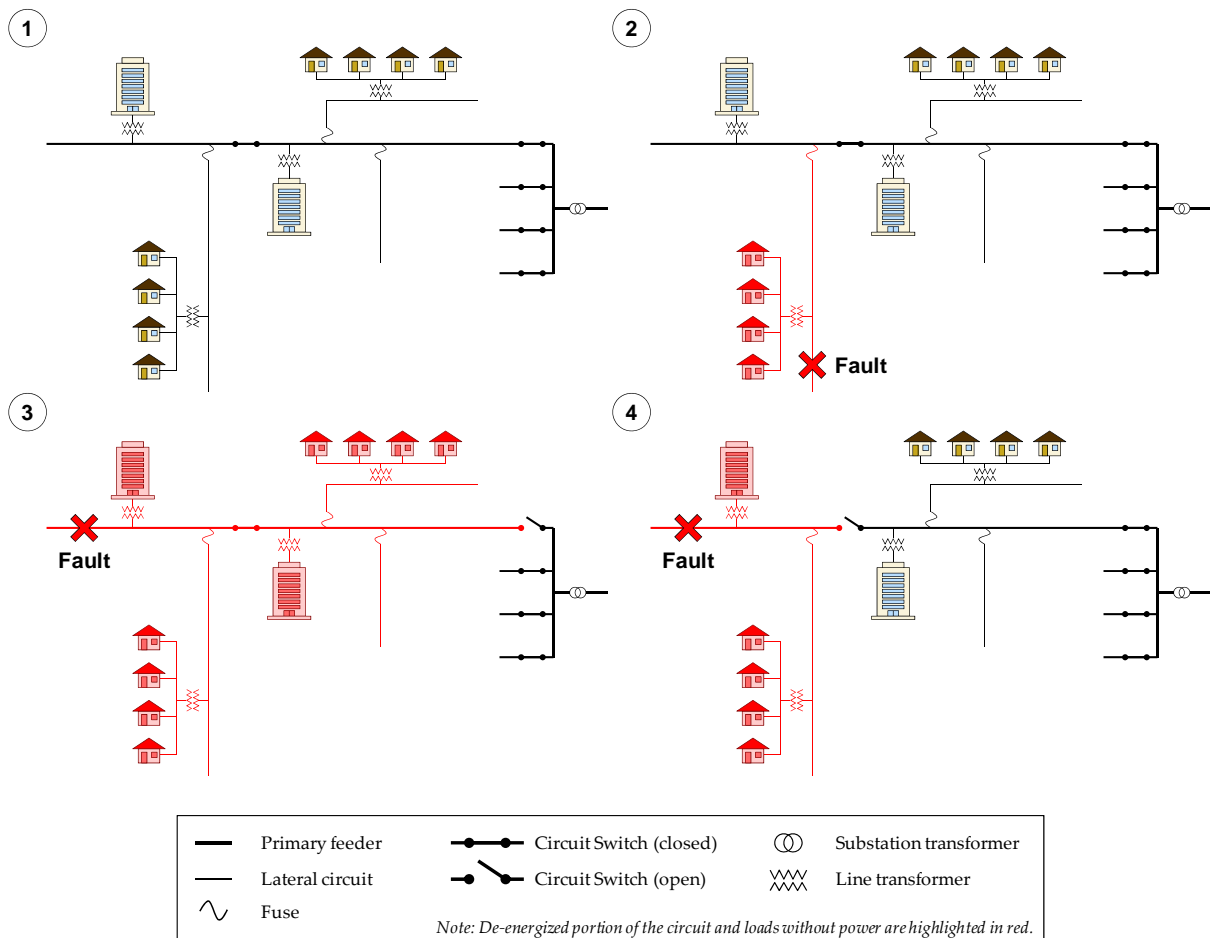 1
2
Fault
3
4
Fault
Fault
Primary feeder
Circuit Switch (closed)
Substation transformer
Lateral circuit
Circuit Switch (open)
Line transformer
Fuse
Note: De-energized portion of the circuit and loads without power are highlighted in red.